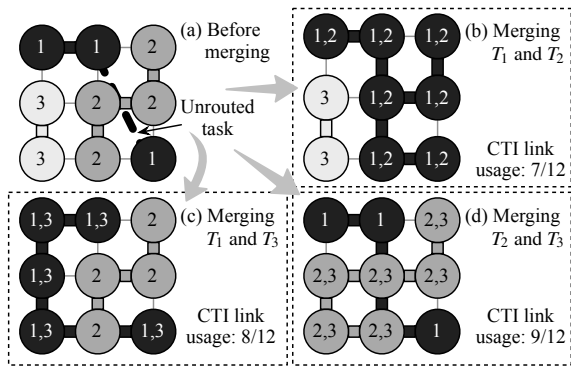 1 1 2
3 2 2
3 2 1
(a) Before
merging
Unrouted
task
1,2 1,2 1,2
3 1,2 1,2
3 1,2 1,2
(b) Merging
T1 and T2
CTI link
usage: 7/12
1,3 1,3 2
1,3 2 2
1,3 2 1,3
(c) Merging
T1 and T3
CTI link
usage: 8/12
1 1 2,3
2,3 2,3 2,3
2,3 2,3 1
(d) Merging
T2 and T3
CTI link
usage: 9/12